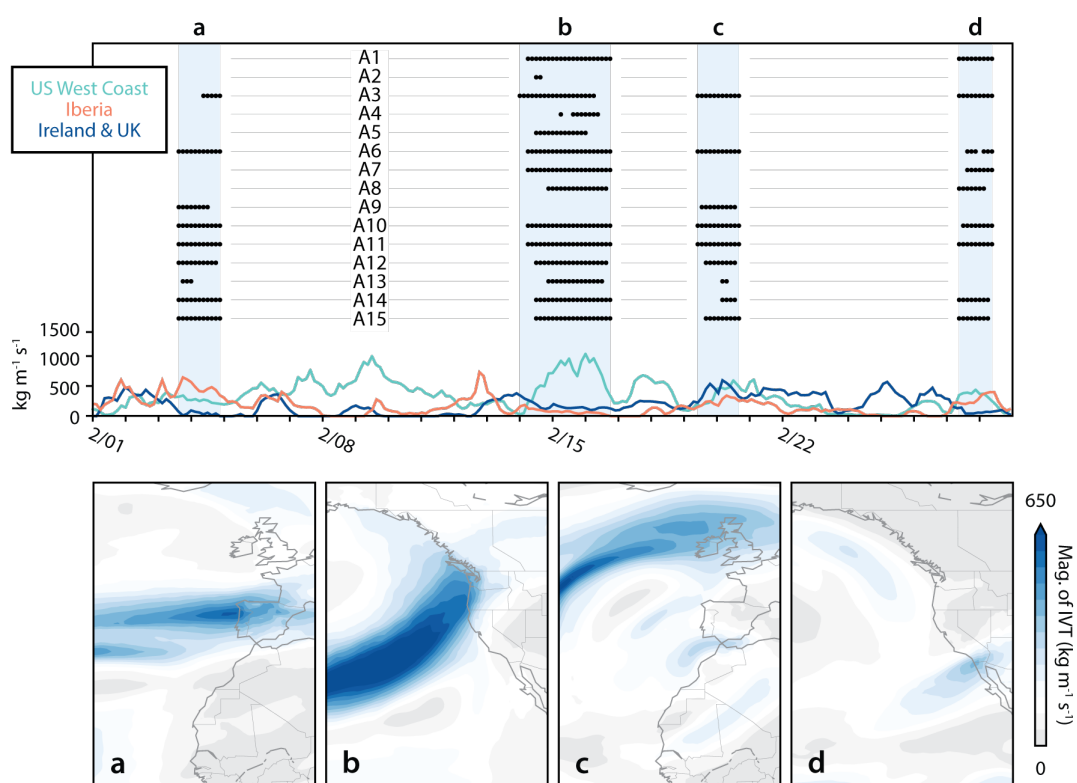 a b c d
US West Coast
Iberia
Ireland & UK
A1
A2
A3
A4
A5
A6
A7
A8
A9
A10
A11
A12
A13
A14
A15
1500
1000
500
0
kg m⁻¹ s⁻¹
2/01 2/08 2/15 2/22
a b c d
650
Mag. of IVT (kg m⁻¹ s⁻¹)
0